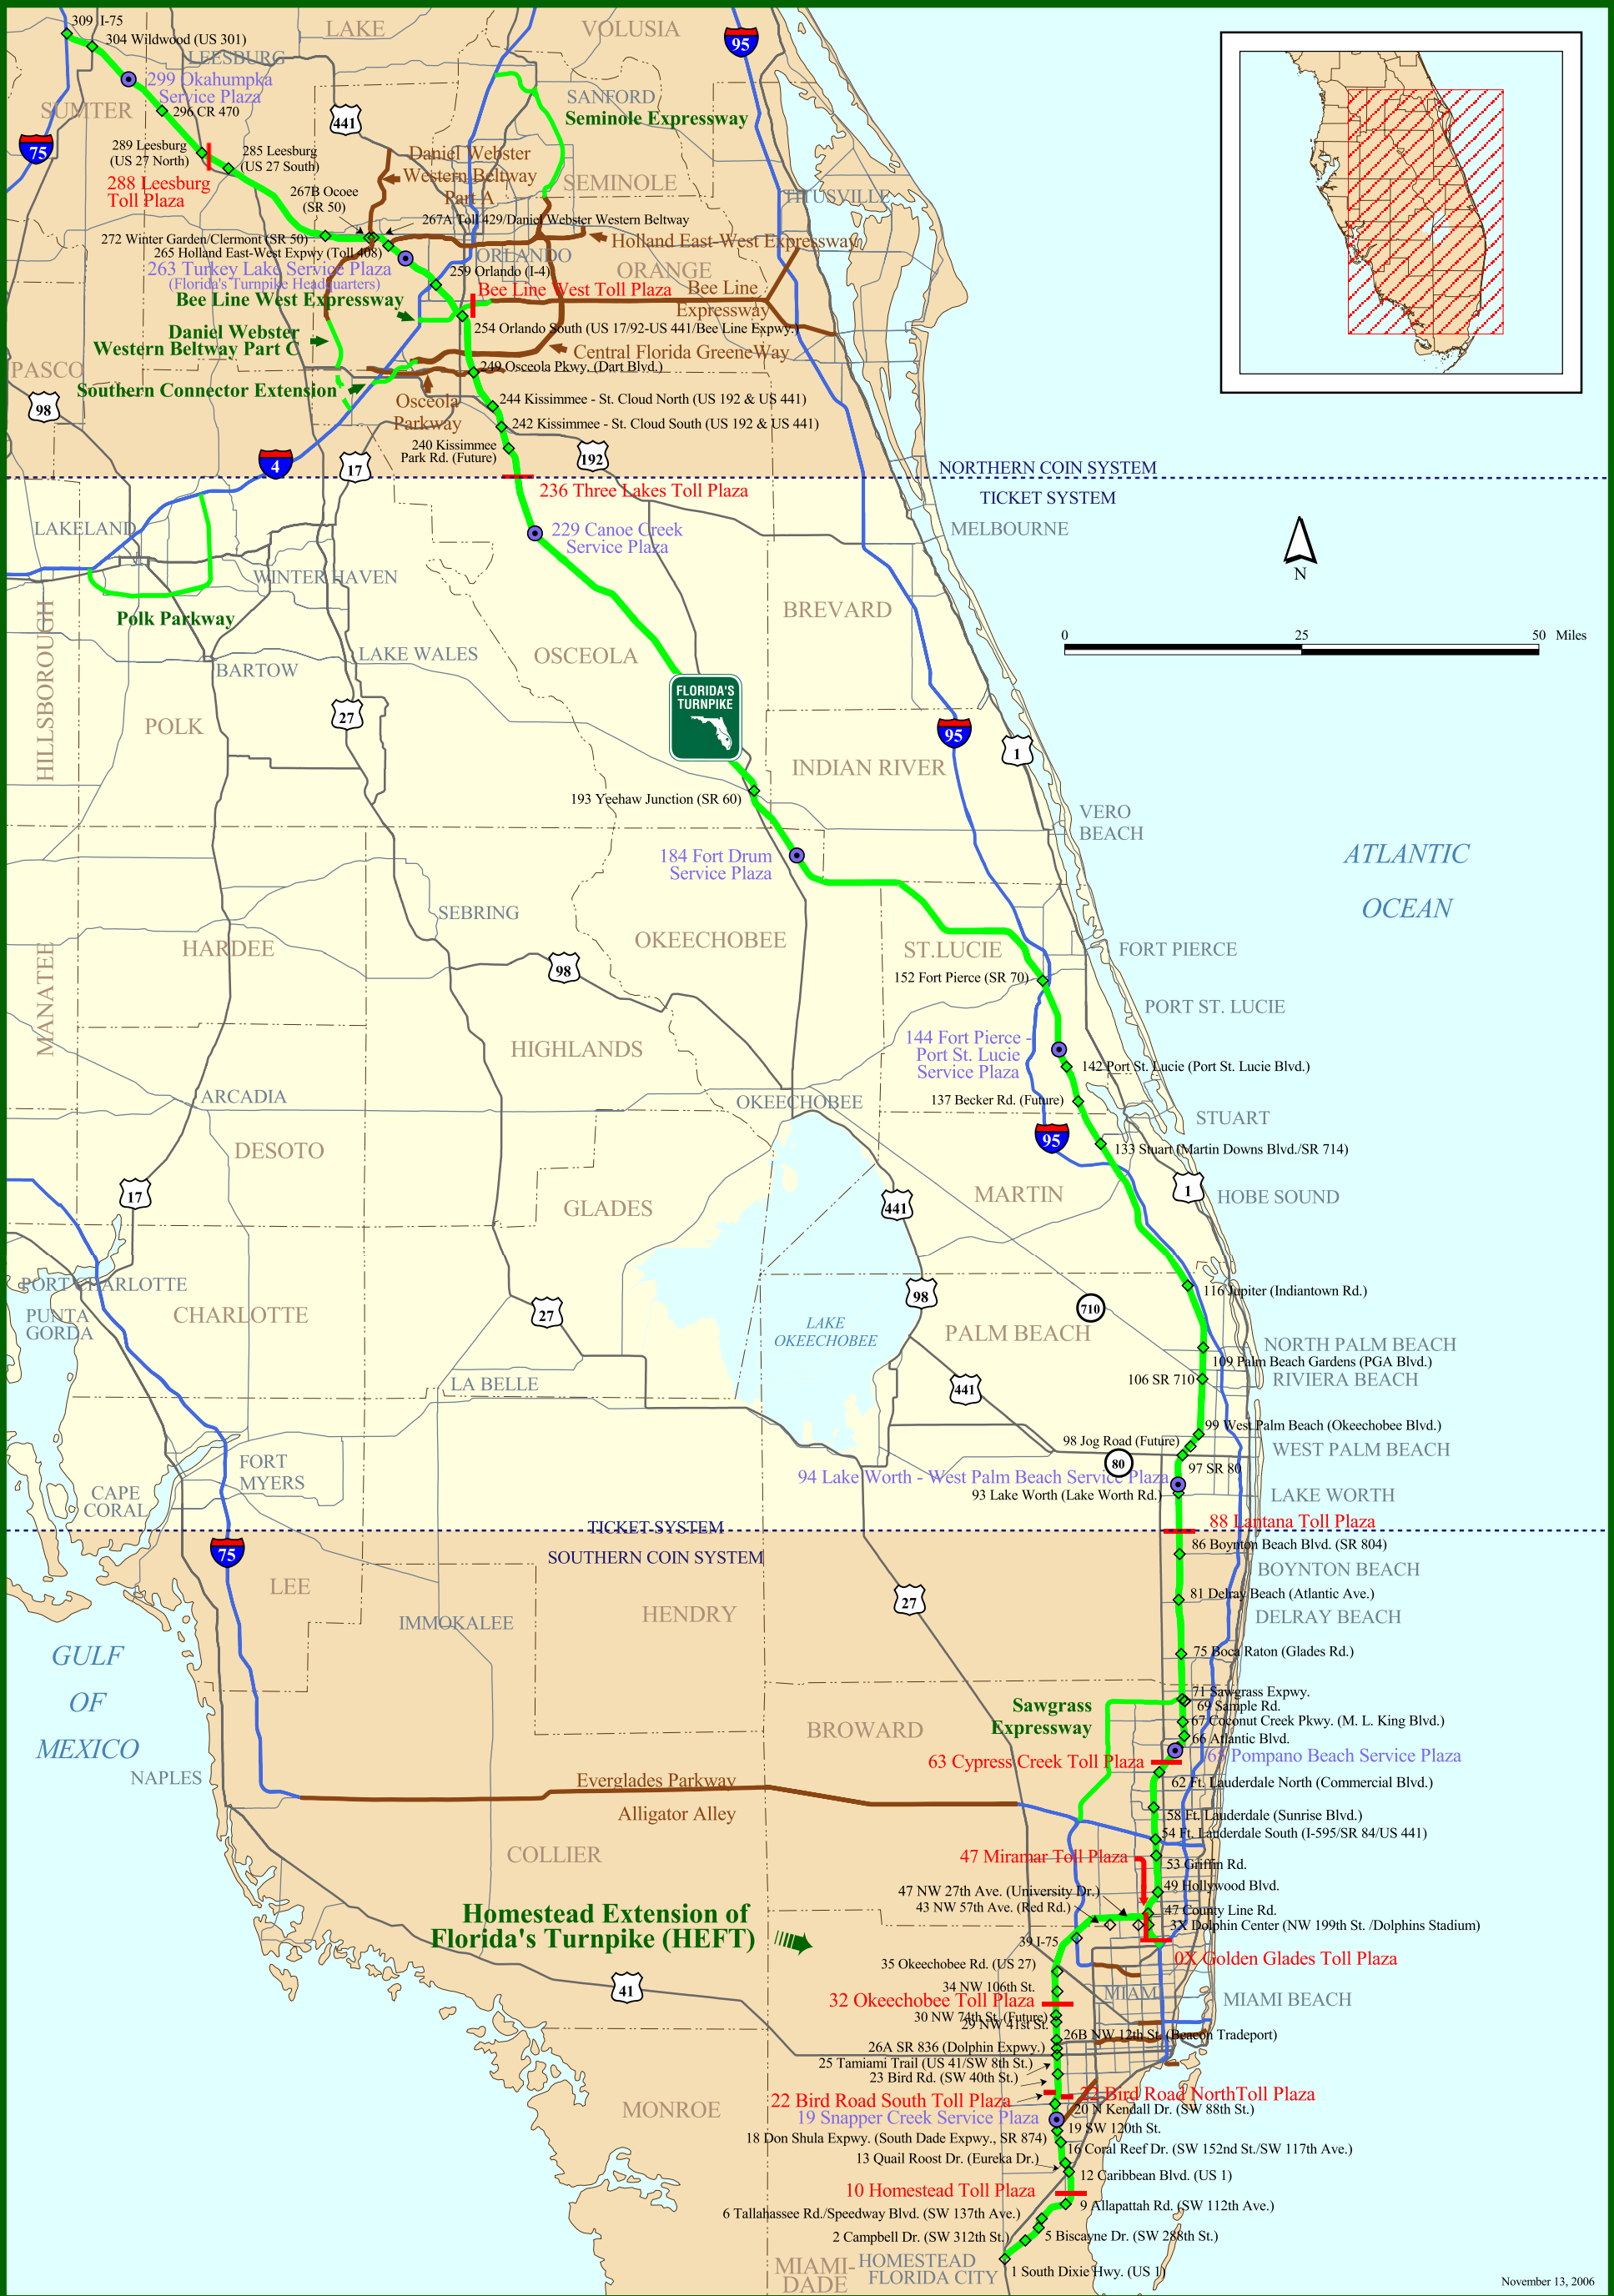 309 I-75
304 Wildwood (US 301)
LEESBURG
LAKE
VOLUSIA
95
299 Okahumpka
Service Plaza
SUMTER
296 CR 470
441
SANFORD
Seminole Expressway
75
289 Leesburg
(US 27 North)
285 Leesburg
(US 27 South)
288 Leesburg
Toll Plaza
Daniel Webster
Western Beltway
Part A
SEMINOLE
TITUSVILLE
267B Ocoee
(SR 50)
267A Toll 429/Daniel Webster Western Beltway
272 Winter Garden/Clermont (SR 50)
265 Holland East-West Expwy (Toll 408)
Holland East-West Expressway
263 Turkey Lake Service Plaza
(Florida's Turnpike Headquarters)
ORLANDO
259 Orlando (I-4)
ORANGE
Bee Line West Expressway
Bee Line West Toll Plaza
Bee Line
Expressway
254 Orlando South (US 17/92-US 441/Bee Line Expwy.)
Daniel Webster
Western Beltway Part C
Central Florida GreeneWay
PASCO
249 Osceola Pkwy. (Dart Blvd.)
Southern Connector Extension
Osceola
Parkway
98
244 Kissimmee - St. Cloud North (US 192 & US 441)
242 Kissimmee - St. Cloud South (US 192 & US 441)
240 Kissimmee
Park Rd. (Future)
192
4
17
NORTHERN COIN SYSTEM
TICKET SYSTEM
236 Three Lakes Toll Plaza
229 Canoe Creek
Service Plaza
MELBOURNE
LAKELAND
WINTER HAVEN
N
Polk Parkway
BREVARD
0 25 50 Miles
HILLSBOROUGH
BARTOW
LAKE WALES
OSCEOLA
POLK
27
FLORIDA'S
TURNPIKE
95
1
INDIAN RIVER
193 Yeehaw Junction (SR 60)
VERO
BEACH
184 Fort Drum
Service Plaza
ATLANTIC
OCEAN
SEBRING
HARDEE
OKEECHOBEE
ST.LUCIE
FORT PIERCE
MANATEE
98
152 Fort Pierce (SR 70)
PORT ST. LUCIE
HIGHLANDS
144 Fort Pierce -
Port St. Lucie
Service Plaza
142 Port St. Lucie (Port St. Lucie Blvd.)
ARCADIA
OKEECHOBEE
137 Becker Rd. (Future)
STUART
95
133 Stuart (Martin Downs Blvd./SR 714)
DESOTO
17
GLADES
441
MARTIN
1
HOBE SOUND
PORT CHARLOTTE
PUNTA
GORDA
CHARLOTTE
27
98
710
116 Jupiter (Indiantown Rd.)
LAKE
OKEECHOBEE
PALM BEACH
NORTH PALM BEACH
109 Palm Beach Gardens (PGA Blvd.)
LA BELLE
441
106 SR 710
RIVIERA BEACH
99 West Palm Beach (Okeechobee Blvd.)
98 Jog Road (Future)
WEST PALM BEACH
FORT
MYERS
80
97 SR 80
94 Lake Worth - West Palm Beach Service Plaza
93 Lake Worth (Lake Worth Rd.)
LAKE WORTH
CAPE
CORAL
88 Lantana Toll Plaza
TICKET SYSTEM
SOUTHERN COIN SYSTEM
75
86 Boynton Beach Blvd. (SR 804)
BOYNTON BEACH
LEE
HENDRY
27
81 Delray Beach (Atlantic Ave.)
DELRAY BEACH
IMMOKALEE
GULF
OF
MEXICO
75 Boca Raton (Glades Rd.)
71 Sawgrass Expwy.
69 Sample Rd.
Sawgrass
Expressway
67 Coconut Creek Pkwy. (M. L. King Blvd.)
66 Atlantic Blvd.
BROWARD
65 Pompano Beach Service Plaza
63 Cypress Creek Toll Plaza
NAPLES
Everglades Parkway
62 Ft. Lauderdale North (Commercial Blvd.)
Alligator Alley
58 Ft. Lauderdale (Sunrise Blvd.)
54 Ft. Lauderdale South (I-595/SR 84/US 441)
COLLIER
47 Miramar Toll Plaza
53 Griffin Rd.
47 NW 27th Ave. (University Dr.)
49 Hollywood Blvd.
43 NW 57th Ave. (Red Rd.)
47 County Line Rd.
3X Dolphin Center (NW 199th St. /Dolphins Stadium)
Homestead Extension of
Florida's Turnpike (HEFT)
39 I-75
0X Golden Glades Toll Plaza
35 Okeechobee Rd. (US 27)
41
34 NW 106th St.
MIAMI
MIAMI BEACH
32 Okeechobee Toll Plaza
30 NW 74th St. (Future)
29 NW 41st St.
26B NW 12th St. (Beacon Tradeport)
26A SR 836 (Dolphin Expwy.)
25 Tamiami Trail (US 41/SW 8th St.)
23 Bird Rd. (SW 40th St.)
22 Bird Road South Toll Plaza
22 Bird Road NorthToll Plaza
MONROE
20 N Kendall Dr. (SW 88th St.)
19 Snapper Creek Service Plaza
19 SW 120th St.
18 Don Shula Expwy. (South Dade Expwy., SR 874)
16 Coral Reef Dr. (SW 152nd St./SW 117th Ave.)
13 Quail Roost Dr. (Eureka Dr.)
12 Caribbean Blvd. (US 1)
10 Homestead Toll Plaza
9 Allapattah Rd. (SW 112th Ave.)
6 Tallahassee Rd./Speedway Blvd. (SW 137th Ave.)
5 Biscayne Dr. (SW 288th St.)
2 Campbell Dr. (SW 312th St.)
MIAMI-
DADE
HOMESTEAD
FLORIDA CITY
1 South Dixie Hwy. (US 1)
November 13, 2006